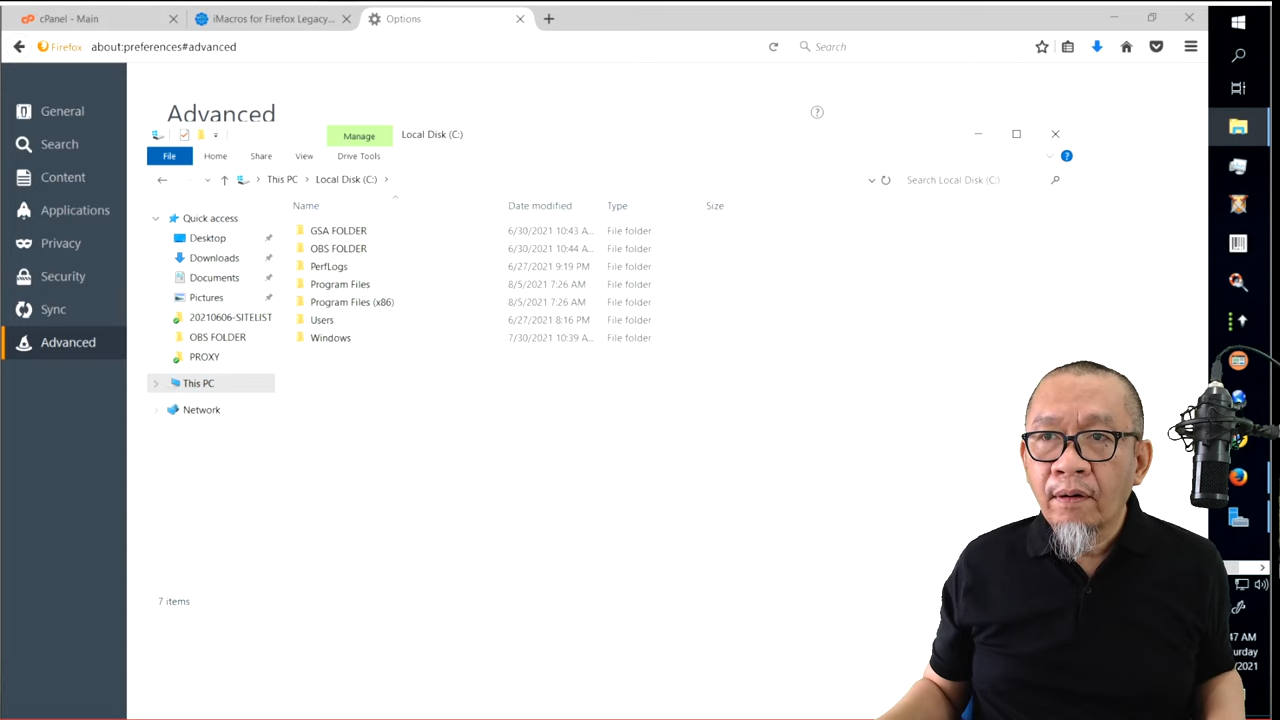 cPanel - Main
iMacros for Firefox Legacy...
Options
Firefox about:preferences#advanced
Search
General
Search
Content
Applications
Privacy
Security
Sync
Advanced
Advanced
Manage Local Disk (C:)
File Home Share View Drive Tools
This PC Local Disk (C:) Search Local Disk (C:)
Quick access
Desktop
Downloads
Documents
Pictures
20210606-SITELIST
OBS FOLDER
PROXY
This PC
Network
Name Date modified Type Size
GSA FOLDER 6/30/2021 10:43 A... File folder
OBS FOLDER 6/30/2021 10:44 A... File folder
PerfLogs 6/27/2021 9:19 PM File folder
Program Files 8/5/2021 7:26 AM File folder
Program Files (x86) 8/5/2021 7:26 AM File folder
Users 6/27/2021 8:16 PM File folder
Windows 7/30/2021 10:39 A... File folder
7 items
47 AM
urday
/2021